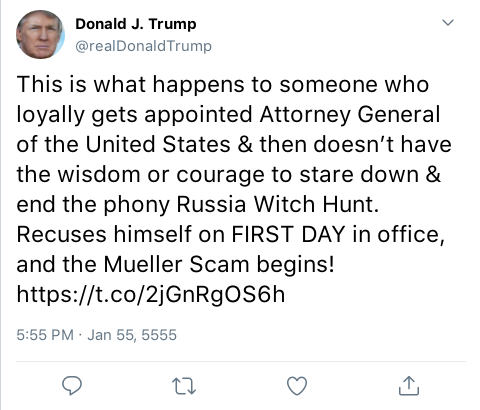 Donald J. Trump
@realDonaldTrump
This is what happens to someone who
loyally gets appointed Attorney General
of the United States & then doesn’t have
the wisdom or courage to stare down &
end the phony Russia Witch Hunt.
Recuses himself on FIRST DAY in office,
and the Mueller Scam begins!
https://t.co/2jGnRgOS6h
5:55 PM · Jan 55, 5555